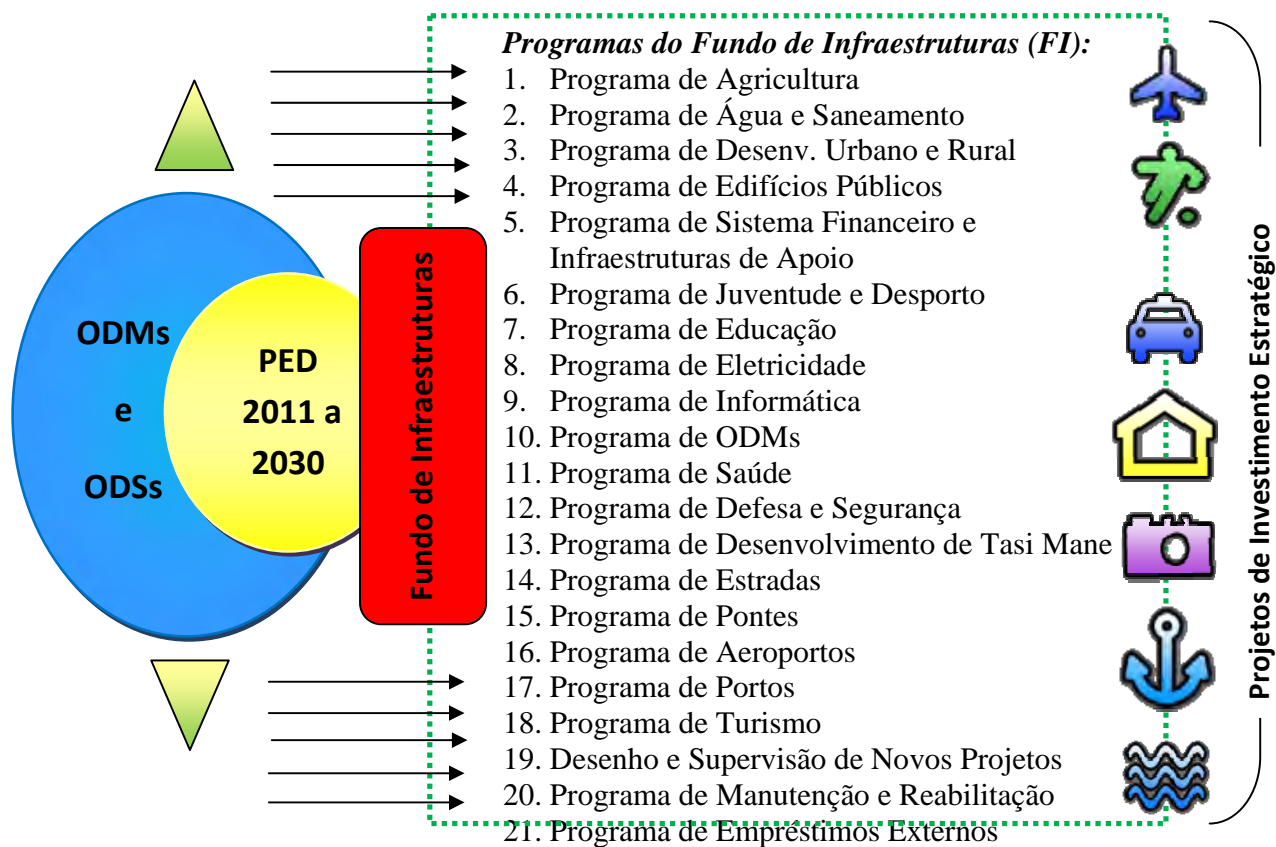 ODMs
e
ODSs
PED
2011 a
2030
Fundo de Infraestruturas
Programas do Fundo de Infraestruturas (FI):
1. Programa de Agricultura
2. Programa de Água e Saneamento
3. Programa de Desenv. Urbano e Rural
4. Programa de Edifícios Públicos
5. Programa de Sistema Financeiro e
Infraestruturas de Apoio
6. Programa de Juventude e Desporto
7. Programa de Educação
8. Programa de Eletricidade
9. Programa de Informática
10. Programa de ODMs
11. Programa de Saúde
12. Programa de Defesa e Segurança
13. Programa de Desenvolvimento de Tasi Mane
14. Programa de Estradas
15. Programa de Pontes
16. Programa de Aeroportos
17. Programa de Portos
18. Programa de Turismo
19. Desenho e Supervisão de Novos Projetos
20. Programa de Manutenção e Reabilitação
21. Programa de Empréstimos Externos
Projetos de Investimento Estratégico